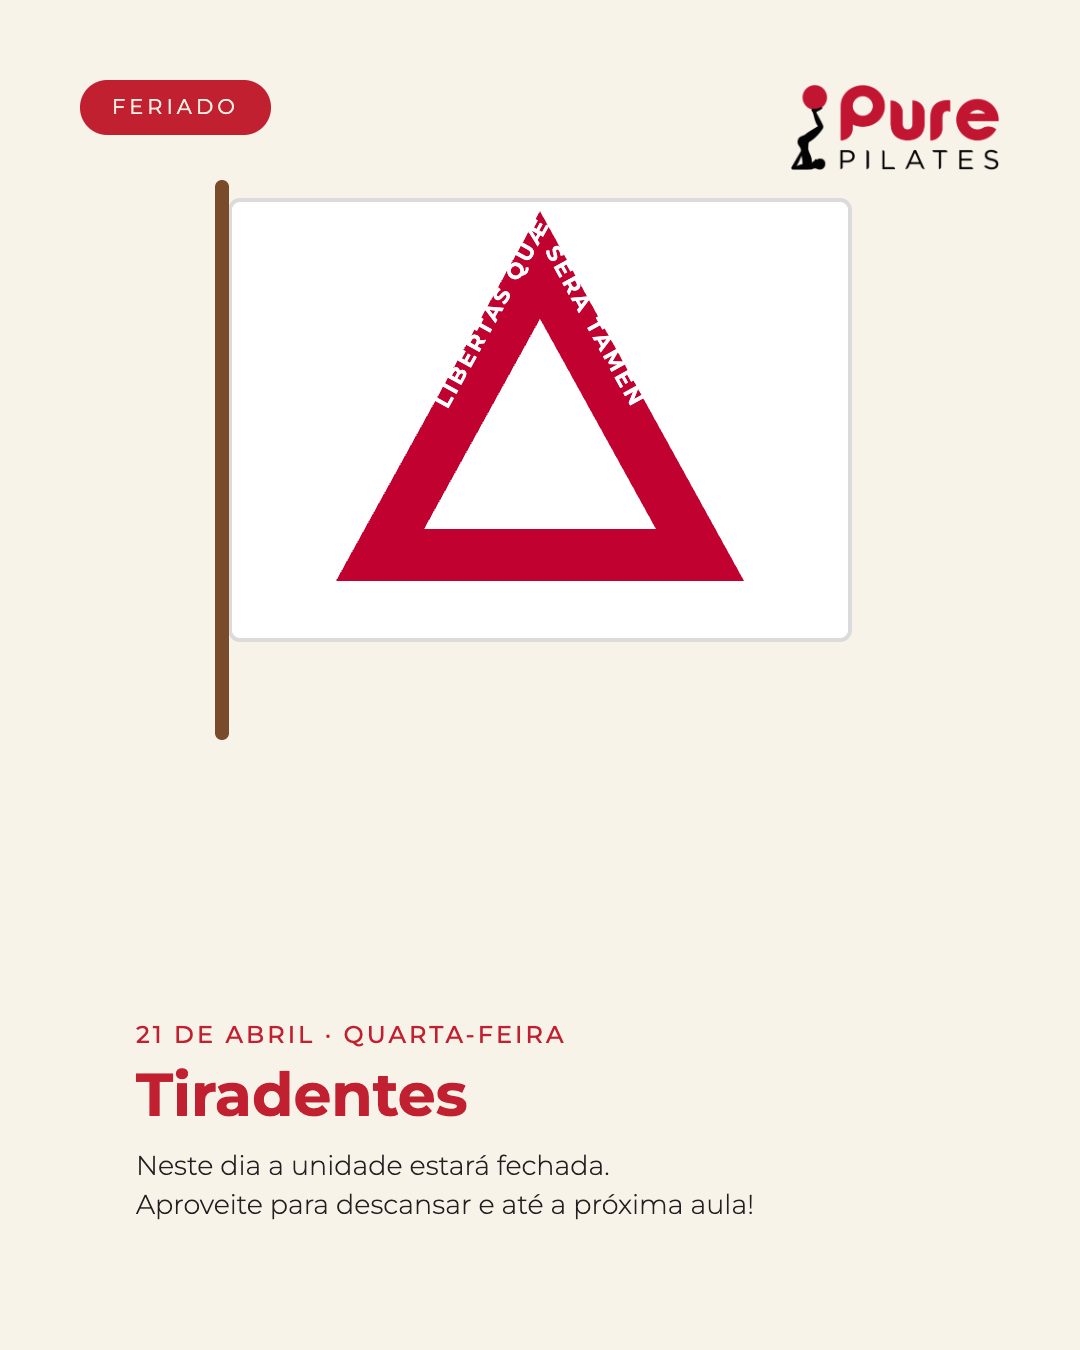 FERIADO
Pure
PILATES
LIBERTAS QUÆ
SERA TAMEN
21 DE ABRIL · QUARTA-FEIRA
Tiradentes
Neste dia a unidade estará fechada.
Aproveite para descansar e até a próxima aula!